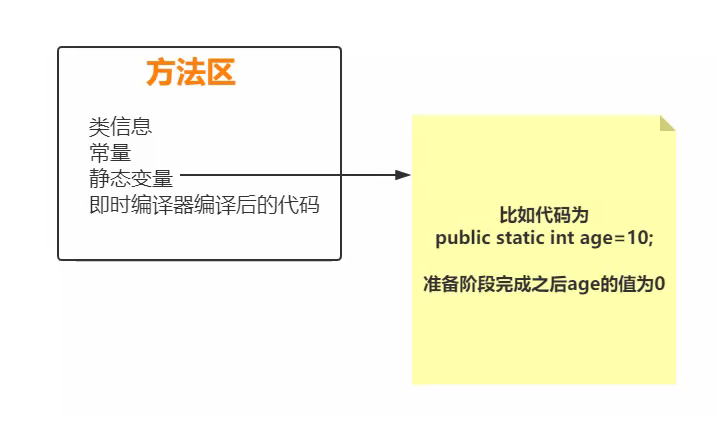 方法区
类信息
常量
静态变量
即时编译器编译后的代码
比如代码为
public static int age=10;
准备阶段完成之后age的值为0